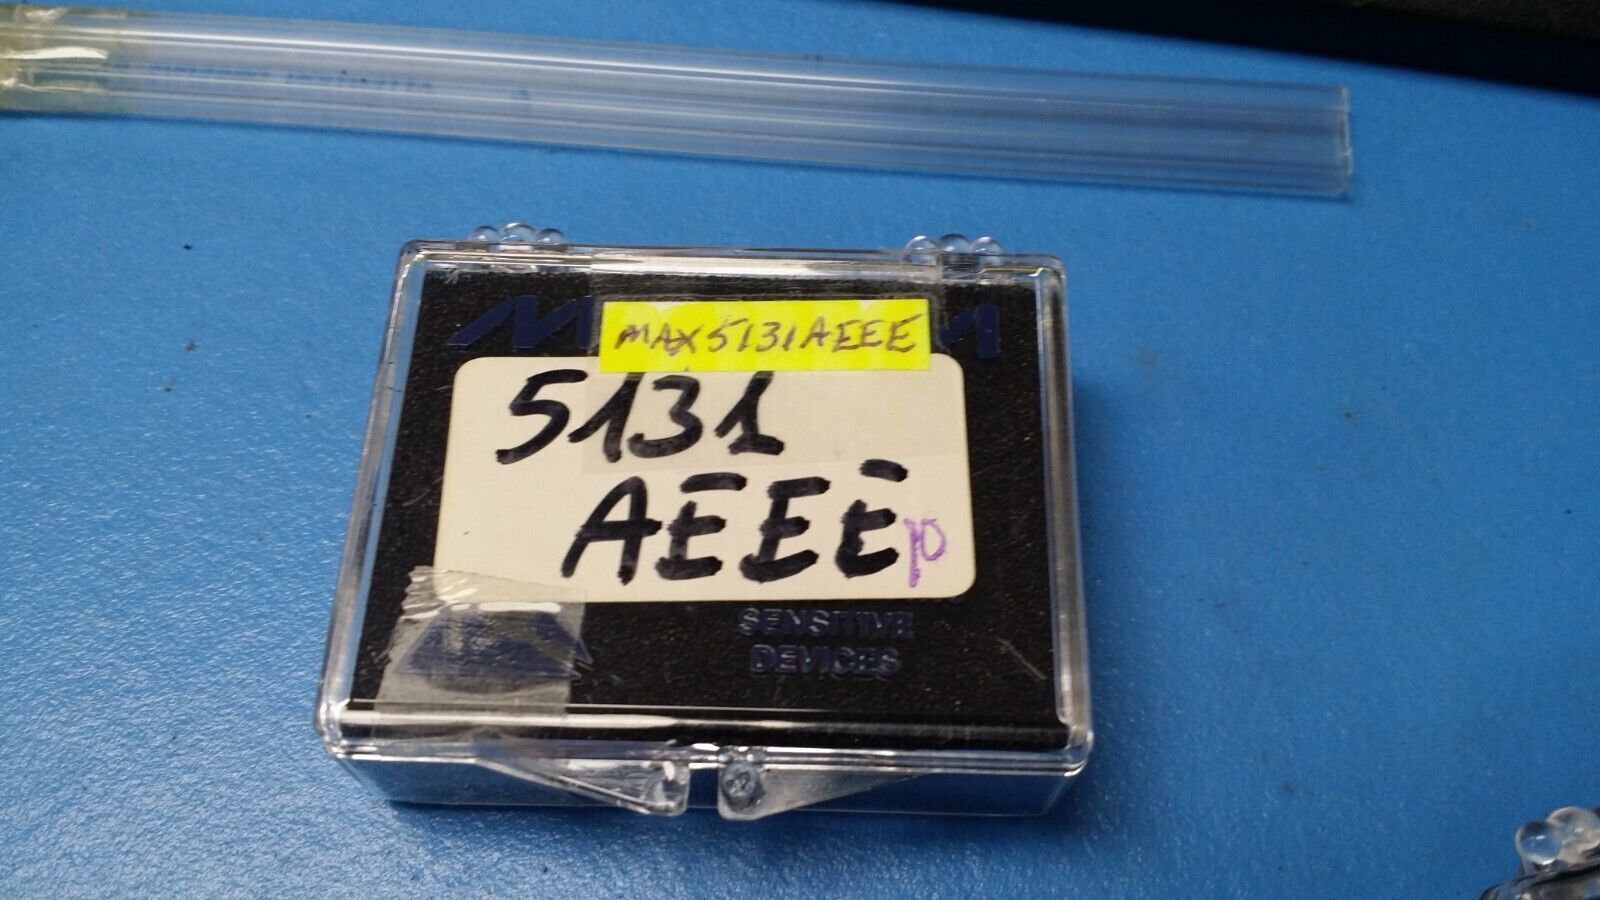 MAX5131AEEE
5131
AEEE
10
SENSITIVE
DEVICES